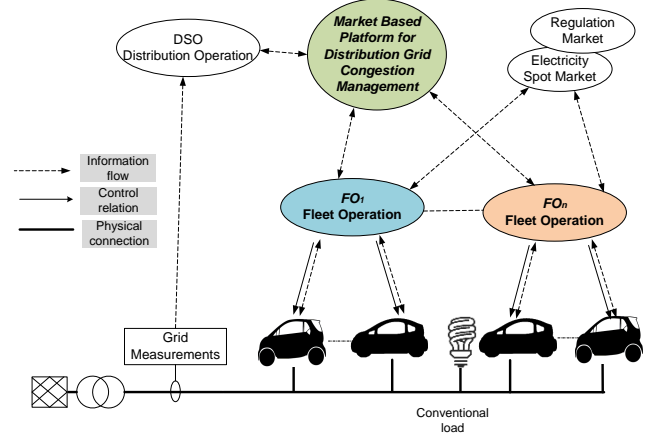 DSO
Distribution Operation
Market Based
Platform for
Distribution Grid
Congestion
Management
Regulation
Market
Electricity
Spot Market
Information
flow
Control
relation
Physical
connection
FO1
Fleet Operation
FOn
Fleet Operation
Grid
Measurements
Conventional
load